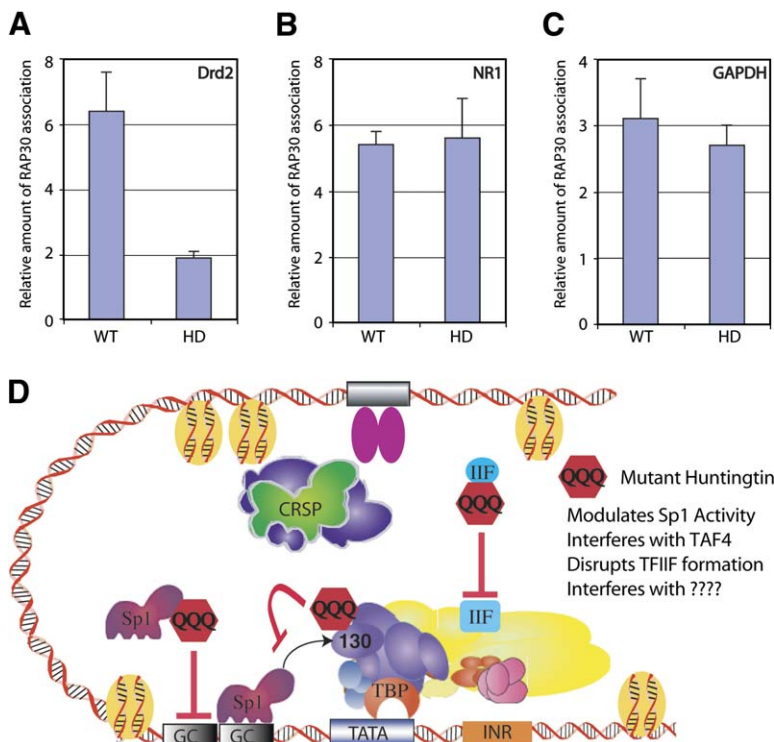 A
Relative amount of RAP30 association
8
6
4
2
0
Drd2
WT HD
B
Relative amount of RAP30 association
8
6
4
2
0
NR1
WT HD
C
Relative amount of RAP30 association
4
3
2
1
0
GAPDH
WT HD
D
CRSP
IIF
QQQ
QQQ Mutant Huntingtin
Modulates Sp1 Activity
Interferes with TAF4
Disrupts TFIIF formation
Interferes with ????
Sp1 QQQ
QQQ
130
IIF
Sp1
TBP
GC GC TATA INR